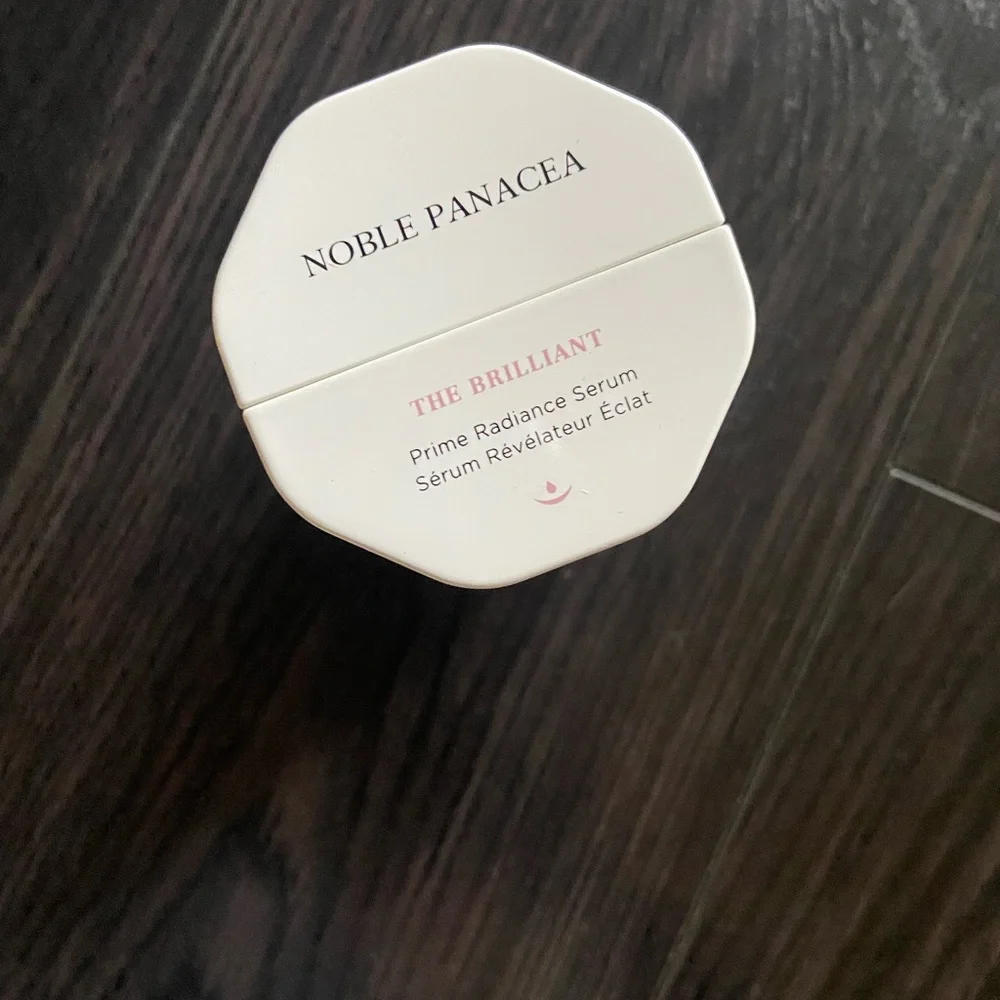 NOBLE PANACEA
THE BRILLIANT
Prime Radiance Serum
Sérum Révélateur Éclat